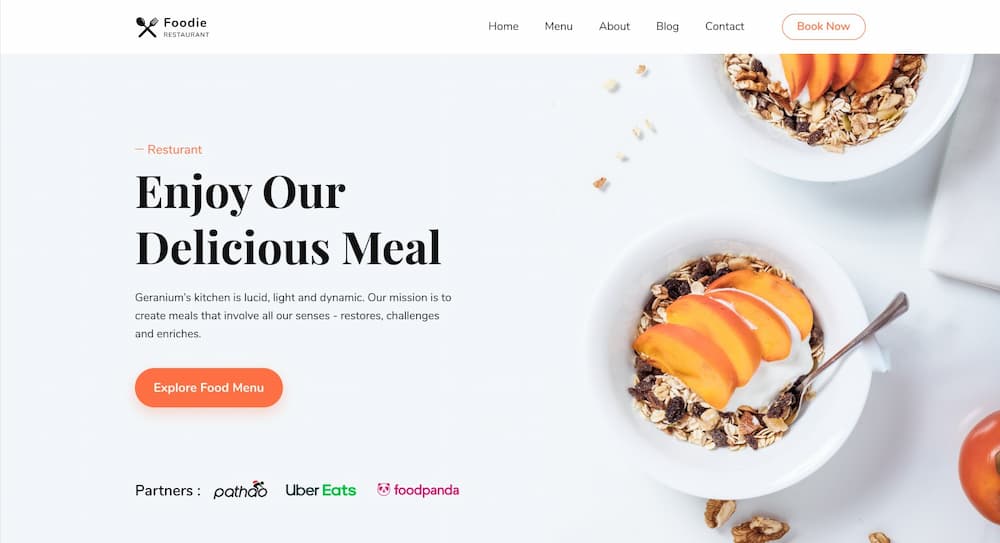 Foodie
RESTAURANT
Home Menu About Blog Contact Book Now
— Resturant
Enjoy Our
Delicious Meal
Geranium's kitchen is lucid, light and dynamic. Our mission is to
create meals that involve all our senses - restores, challenges
and enriches.
Explore Food Menu
Partners : pathao Uber Eats foodpanda